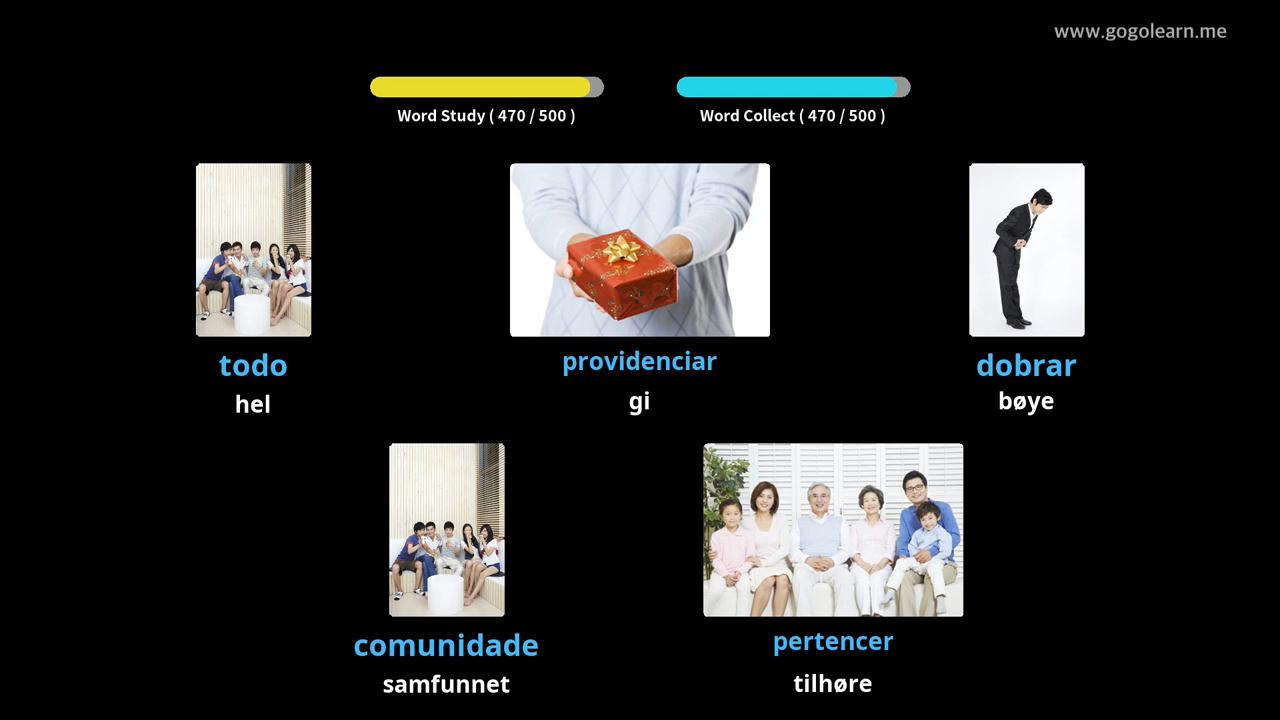 www.gogolearn.me
Word Study ( 470 / 500 )
Word Collect ( 470 / 500 )
todo
hel
providenciar
gi
dobrar
bøye
comunidade
samfunnet
pertencer
tilhøre